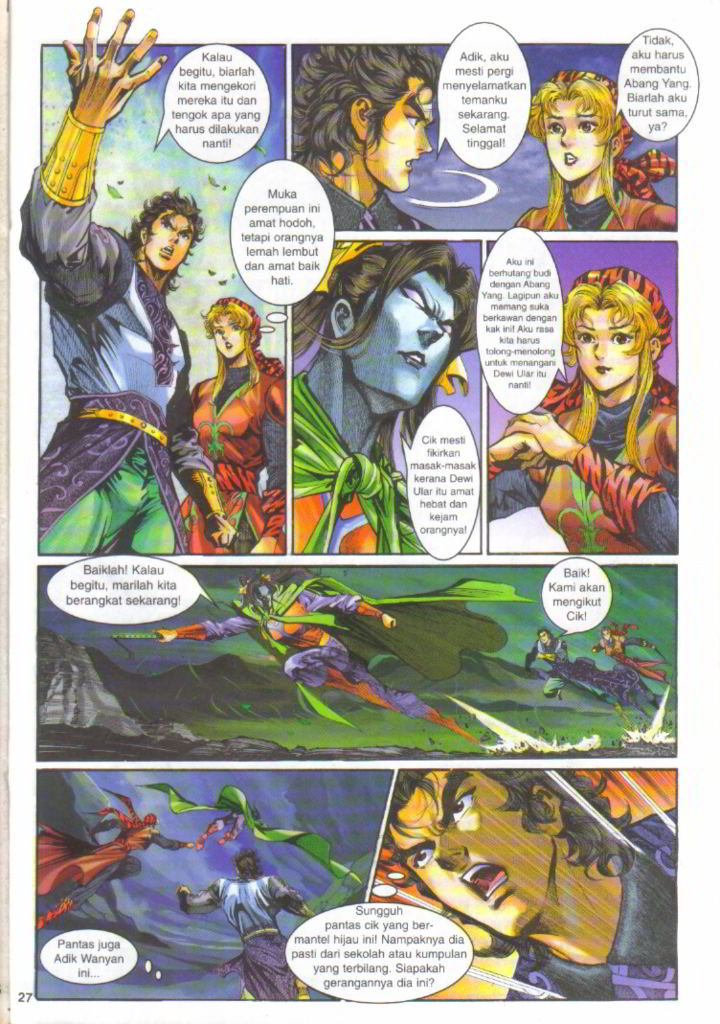 Kalau
begitu, biarlah
kita mengekori
mereka itu dan
tengok apa yang
harus dilakukan
nanti!
Adik, aku
mesti pergi
menyelamatkan
temanku
sekarang.
Selamat
tinggal!
Tidak,
aku harus
membantu
Abang Yang.
Biarlah aku
turut sama,
ya?
Muka
perempuan ini
amat hodoh,
tetapi orangnya
lemah lembut
dan amat baik
hati.
Cik mesti
fikirkan
masak-masak
kerana Dewi
Ular itu amat
hebat dan
kejam
orangnya!
Aku ini
berhutang budi
dengan Abang
Yang. Lagipun aku
memang suka
berkawan dengan
kak ini! Aku rasa
kita harus
tolong-menolong
untuk menangani
Dewi Ular itu
nanti!
Baiklah! Kalau
begitu, marilah kita
berangkat sekarang!
Baik!
Kami akan
mengikut
Cik!
Pantas juga
Adik Wanyan
ini...
Sungguh
pantas cik yang ber-
mantel hijau ini! Nampaknya dia
pasti dari sekolah atau kumpulan
yang terbilang. Siapakah
gerangannya dia ini?
27